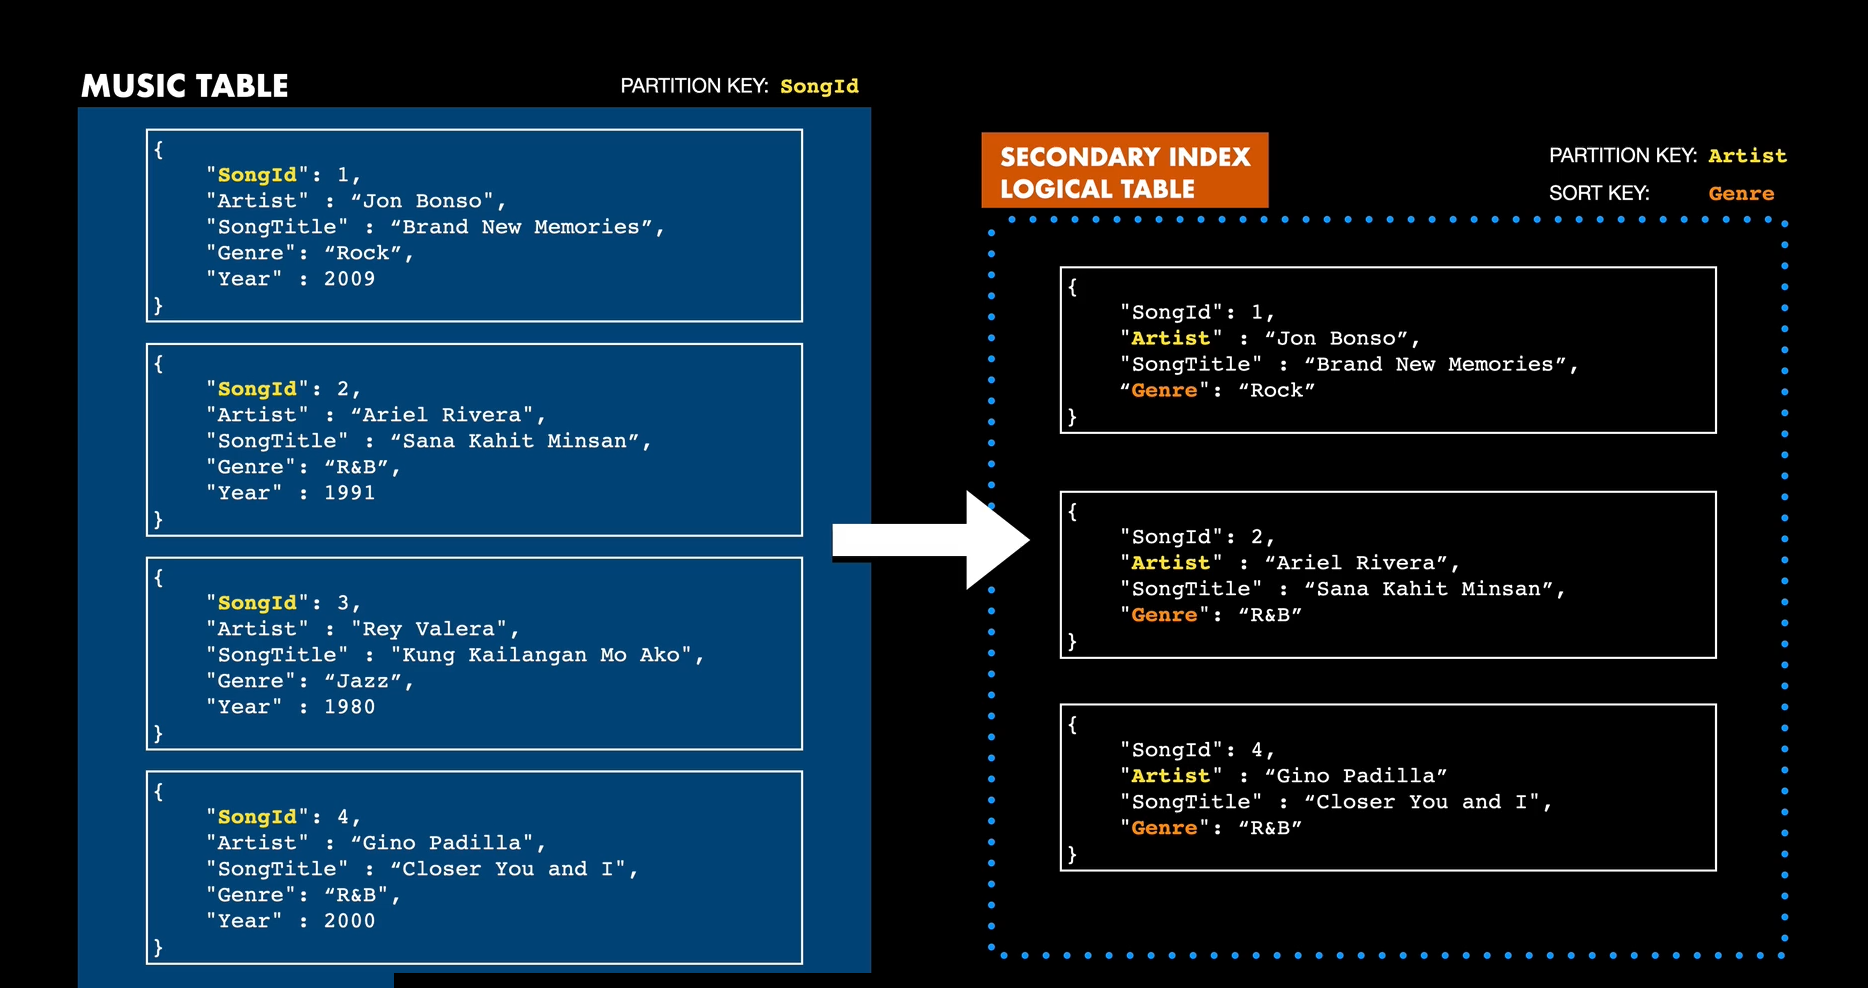 MUSIC TABLE
PARTITION KEY: SongId
{
"SongId": 1,
"Artist" : “Jon Bonso",
"SongTitle" : “Brand New Memories”,
"Genre": “Rock”,
"Year" : 2009
}
{
"SongId": 2,
"Artist" : “Ariel Rivera",
"SongTitle" : “Sana Kahit Minsan”,
"Genre": “R&B”,
"Year" : 1991
}
{
"SongId": 3,
"Artist" : "Rey Valera",
"SongTitle" : "Kung Kailangan Mo Ako",
"Genre": “Jazz”,
"Year" : 1980
}
{
"SongId": 4,
"Artist" : “Gino Padilla",
"SongTitle" : “Closer You and I",
"Genre": “R&B",
"Year" : 2000
}
SECONDARY INDEX
LOGICAL TABLE
PARTITION KEY: Artist
SORT KEY: Genre
{
"SongId": 1,
"Artist" : “Jon Bonso”,
"SongTitle" : “Brand New Memories”,
“Genre": “Rock”
}
{
"SongId": 2,
"Artist" : “Ariel Rivera”,
"SongTitle" : “Sana Kahit Minsan”,
"Genre": “R&B”
}
{
"SongId": 4,
"Artist" : “Gino Padilla”
"SongTitle" : “Closer You and I",
"Genre": “R&B”
}